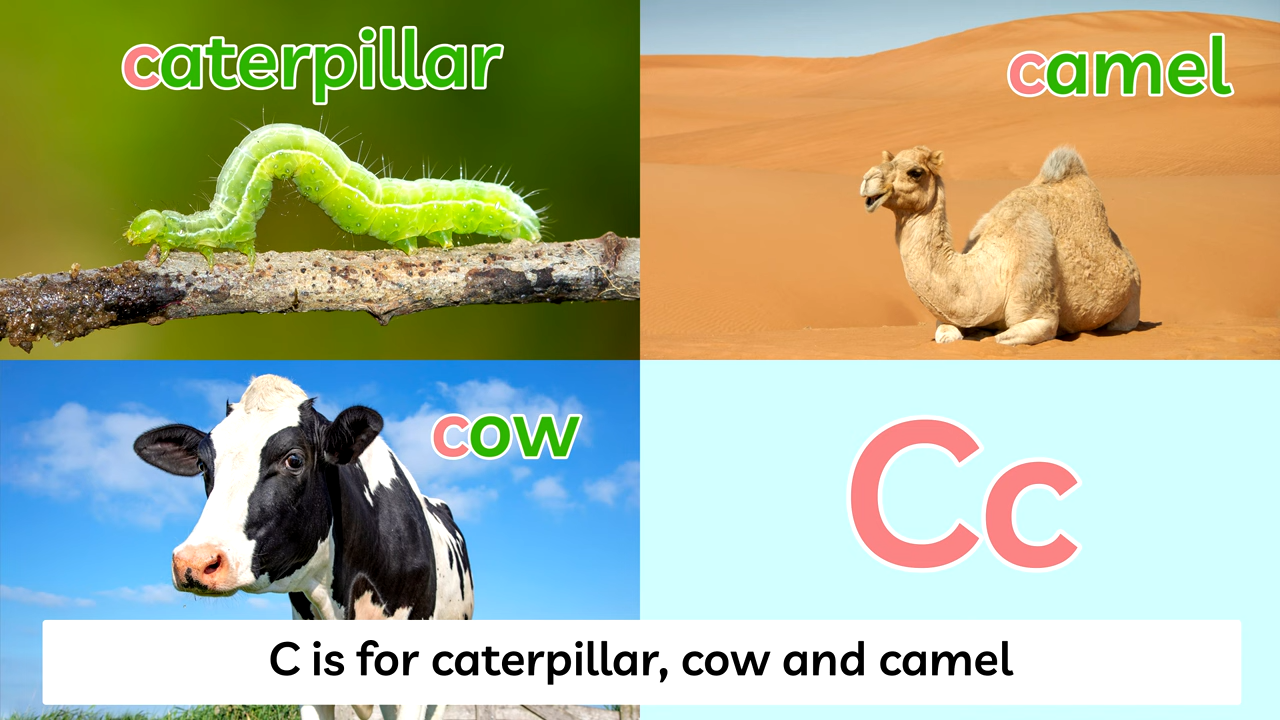 caterpillar
camel
cow
Cc
C is for caterpillar, cow and camel